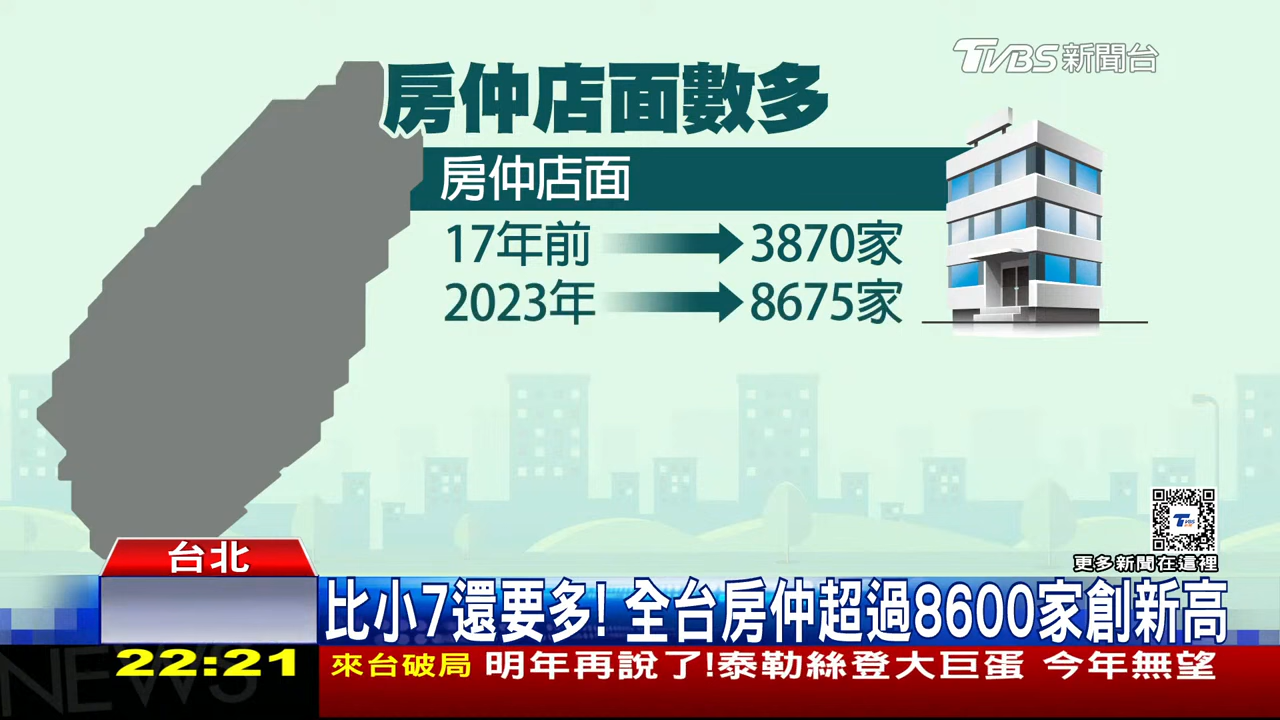 TVBS新聞台
房仲店面數多
房仲店面
17年前 3870家
2023年 8675家
TVBS
更多新聞在這裡
台北
比小7還要多! 全台房仲超過8600家創新高
NEWS
22:21 來台破局 明年再說了!泰勒絲登大巨蛋 今年無望